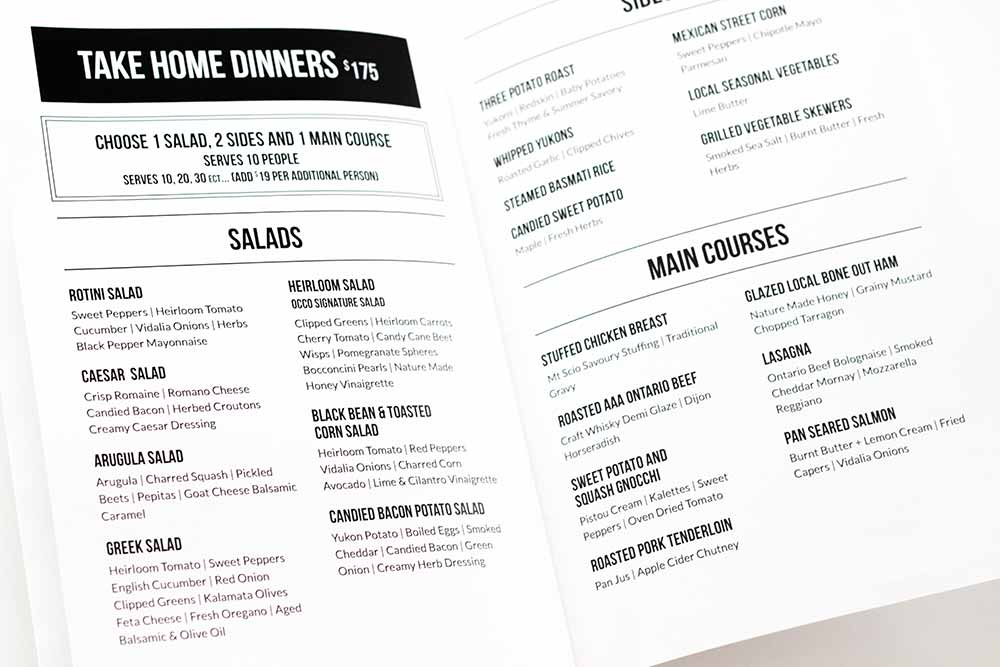 TAKE HOME DINNERS $175
CHOOSE 1 SALAD, 2 SIDES AND 1 MAIN COURSE
SERVES 10 PEOPLE
SERVES 10, 20, 30 ECT... (ADD $19 PER ADDITIONAL PERSON)
SALADS
ROTINI SALAD
Sweet Peppers | Heirloom Tomato
Cucumber | Vidalia Onions | Herbs
Black Pepper Mayonnaise
CAESAR SALAD
Crisp Romaine | Romano Cheese
Candied Bacon | Herbed Croutons
Creamy Caesar Dressing
ARUGULA SALAD
Arugula | Charred Squash | Pickled
Beets | Pepitas | Goat Cheese Balsamic
Caramel
GREEK SALAD
Heirloom Tomato | Sweet Peppers
English Cucumber | Red Onion
Clipped Greens | Kalamata Olives
Feta Cheese | Fresh Oregano | Aged
Balsamic & Olive Oil
HEIRLOOM SALAD
OCCO SIGNATURE SALAD
Clipped Greens | Heirloom Carrots
Cherry Tomato | Candy Cane Beet
Wisps | Pomegranate Spheres
Bocconcini Pearls | Nature Made
Honey Vinaigrette
BLACK BEAN & TOASTED
CORN SALAD
Heirloom Tomato | Red Peppers
Vidalia Onions | Charred Corn
Avocado | Lime & Cilantro Vinaigrette
CANDIED BACON POTATO SALAD
Yukon Potato | Boiled Eggs | Smoked
Cheddar | Candied Bacon | Green
Onion | Creamy Herb Dressing
SIDES
THREE POTATO ROAST
Yukon | Redskin | Baby Potatoes
Fresh Thyme & Summer Savory
WHIPPED YUKONS
Roasted Garlic | Clipped Chives
STEAMED BASMATI RICE
CANDIED SWEET POTATO
Maple | Fresh Herbs
MEXICAN STREET CORN
Sweet Peppers | Chipotle Mayo
Parmesan
LOCAL SEASONAL VEGETABLES
Lime Butter
GRILLED VEGETABLE SKEWERS
Smoked Sea Salt | Burnt Butter | Fresh
Herbs
MAIN COURSES
STUFFED CHICKEN BREAST
Mt Scio Savoury Stuffing | Traditional
Gravy
ROASTED AAA ONTARIO BEEF
Craft Whisky Demi Glaze | Dijon
Horseradish
SWEET POTATO AND
SQUASH GNOCCHI
Pistou Cream | Kalettes | Sweet
Peppers | Oven Dried Tomato
ROASTED PORK TENDERLOIN
Pan Jus | Apple Cider Chutney
GLAZED LOCAL BONE OUT HAM
Nature Made Honey | Grainy Mustard
Chopped Tarragon
LASAGNA
Ontario Beef Bolognaise | Smoked
Cheddar Mornay | Mozzarella
Reggiano
PAN SEARED SALMON
Burnt Butter + Lemon Cream | Fried
Capers | Vidalia Onions